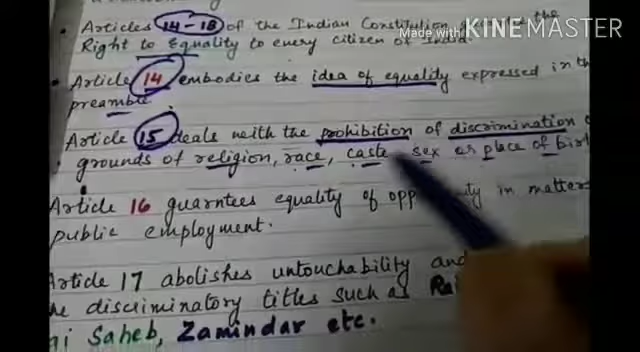 Made with KINEMASTER
Articles 14-18 of the Indian Constitution the
Right to Equality to every citizen of India.
Article 14 embodies the idea of equality expressed in the
preamble.
Article 15 deals with the prohibition of discrimination
grounds of religion, race, caste sex or place of
Article 16 guarntees equality of in matters
public employment.
Article 17 abolishes untouchability and
discriminatory titles such as
Saheb, Zamindar etc.